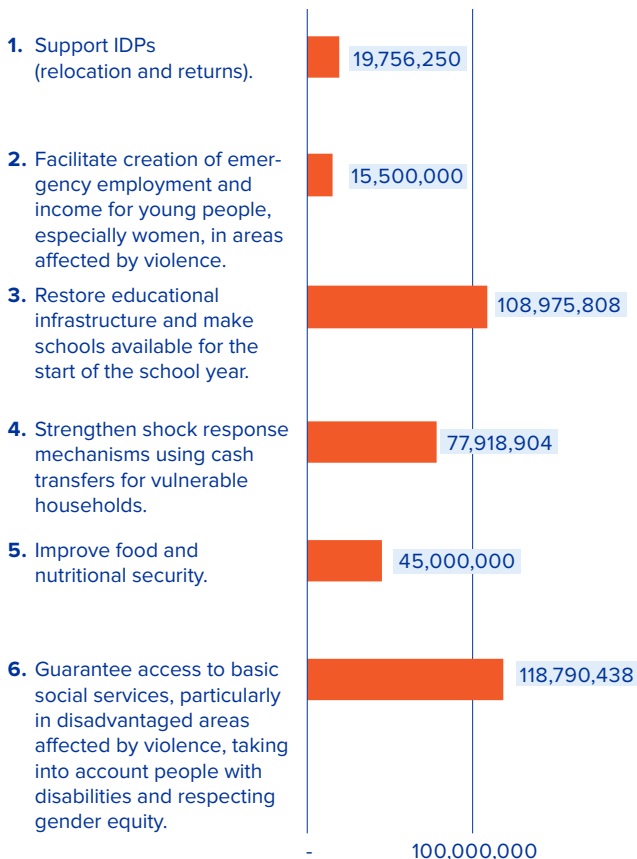 1. Support IDPs
(relocation and returns).
19,756,250
2. Facilitate creation of emer-
gency employment and
income for young people,
especially women, in areas
affected by violence.
15,500,000
3. Restore educational
infrastructure and make
schools available for the
start of the school year.
108,975,808
4. Strengthen shock response
mechanisms using cash
transfers for vulnerable
households.
77,918,904
5. Improve food and
nutritional security.
45,000,000
6. Guarantee access to basic
social services, particularly
in disadvantaged areas
affected by violence, taking
into account people with
disabilities and respecting
gender equity.
118,790,438
- 100,000,000